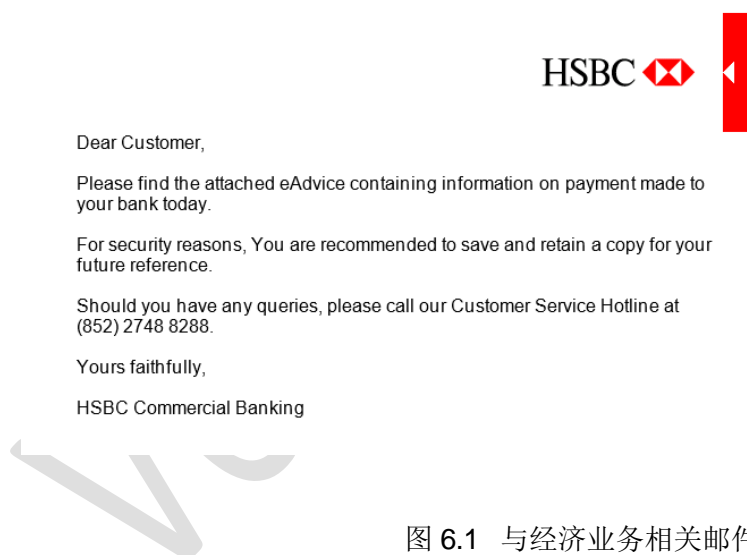 HSBC
Dear Customer,
Please find the attached eAdvice containing information on payment made to
your bank today.
For security reasons, You are recommended to save and retain a copy for your
future reference.
Should you have any queries, please call our Customer Service Hotline at
(852) 2748 8288.
Yours faithfully,
HSBC Commercial Banking
图 6.1 与经济业务相关邮件